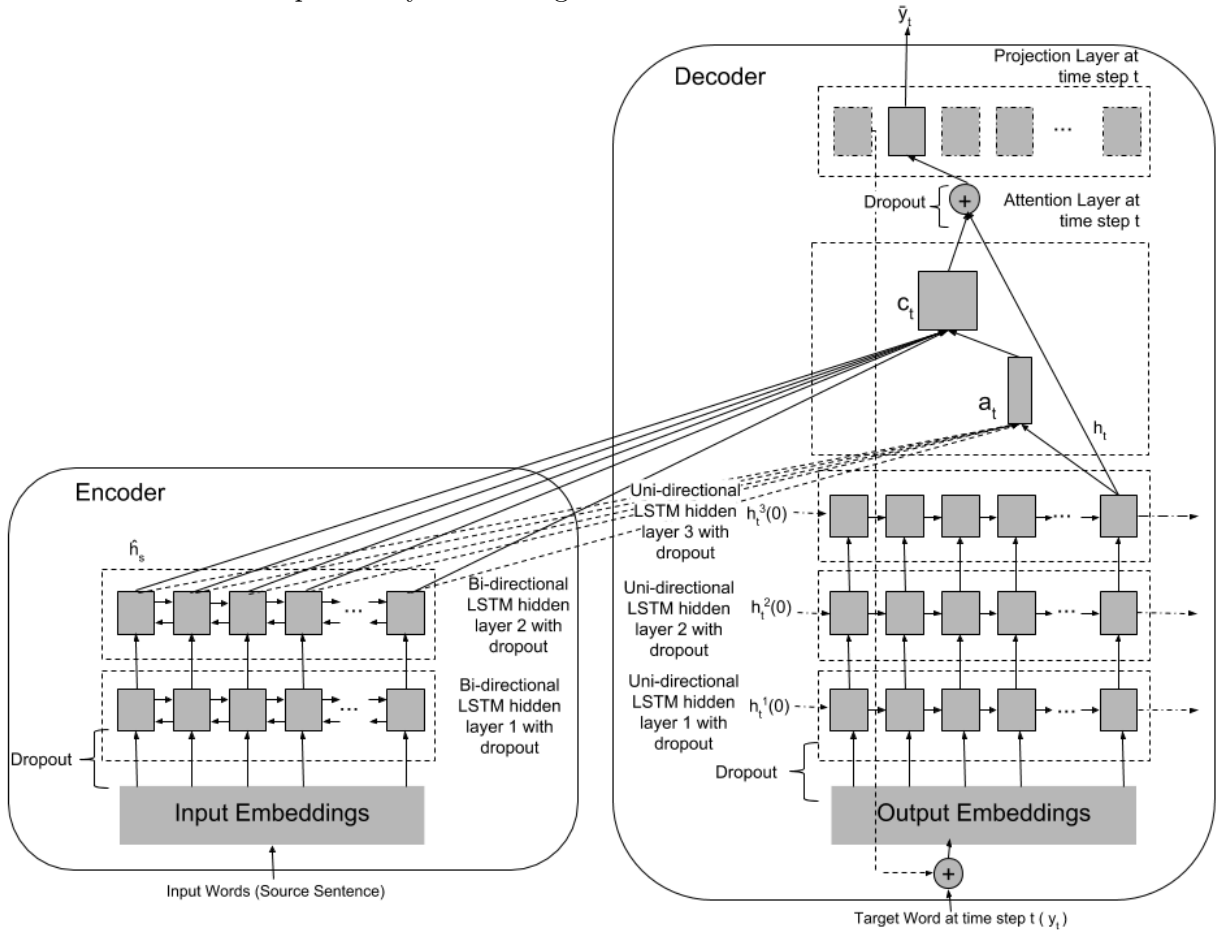 ȳt
Projection Layer at
time step t
Decoder
...
Dropout
+
Attention Layer at
time step t
ct
at
ht
Encoder
ĥs
Uni-directional
LSTM hidden
layer 3 with
dropout
ht3(0)
...
Bi-directional
LSTM hidden
layer 2 with
dropout
...
Uni-directional
LSTM hidden
layer 2 with
dropout
ht2(0)
...
Bi-directional
LSTM hidden
layer 1 with
dropout
...
Uni-directional
LSTM hidden
layer 1 with
dropout
ht1(0)
...
Dropout
Dropout
Input Embeddings
Output Embeddings
+
Input Words (Source Sentence)
Target Word at time step t ( yt)